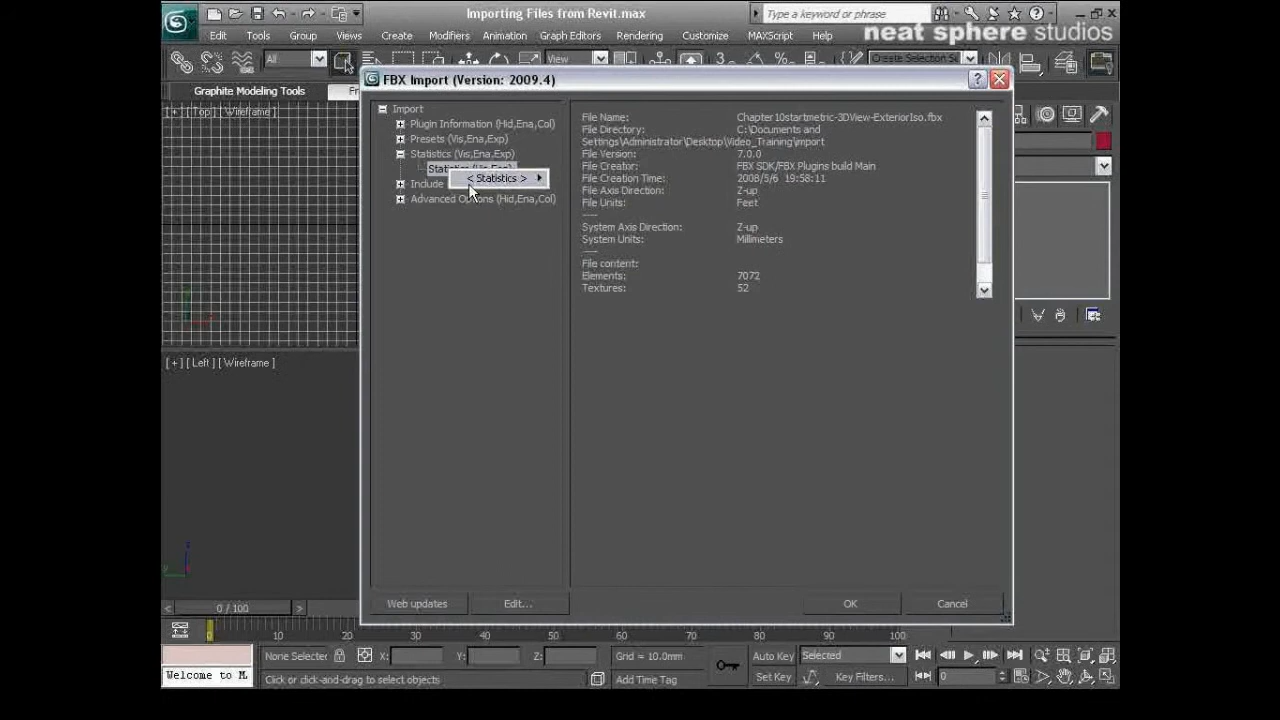 Importing Files from Revit.max
Type a keyword or phrase
neat sphere studios
Edit Tools Group Views Create Modifiers Animation Graph Editors Rendering Customize MAXScript Help
All View
Graphite Modeling Tools
FBX Import (Version: 2009.4)
[ + ] [ Top ] [ Wireframe ]
Import
Plugin Information (Hid,Ena,Col)
Presets (Vis,Ena,Exp)
Statistics (Vis,Ena,Exp)
< Statistics >
Include
Advanced Options (Hid,Ena,Col)
File Name: Chapter10startmetric-3DView-ExteriorIso.fbx
File Directory: C:\Documents and
Settings\Administrator\Desktop\Video_Training\import
File Version: 7.0.0
File Creator: FBX SDK/FBX Plugins build Main
File Creation Time: 2008/5/6 19:58:11
File Axis Direction: Z-up
File Units: Feet
----
System Axis Direction: Z-up
System Units: Millimeters
----
File content:
Elements: 7072
Textures: 52
[ + ] [ Left ] [ Wireframe ]
Web updates Edit... OK Cancel
< 0 / 100 >
0 10 20 30 40 50 60 70 80 90 100
None Selecter X: Y: Z: Grid = 10.0mm Auto Key Selected
Welcome to M Click or click-and-drag to select objects Add Time Tag Set Key Key Filters... 0